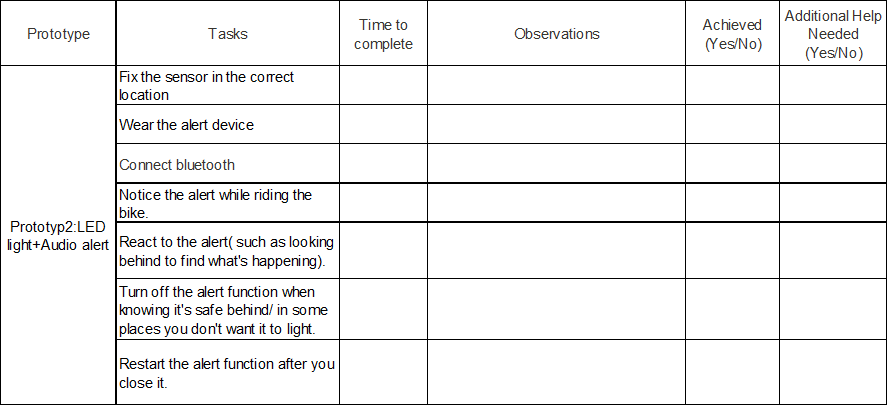 Prototype
Tasks
Time to
complete
Observations
Achieved
(Yes/No)
Additional Help
Needed
(Yes/No)
Prototyp2:LED
light+Audio alert
Fix the sensor in the correct
location
Wear the alert device
Connect bluetooth
Notice the alert while riding the
bike.
React to the alert( such as looking
behind to find what's happening).
Turn off the alert function when
knowing it's safe behind/ in some
places you don't want it to light.
Restart the alert function after you
close it.